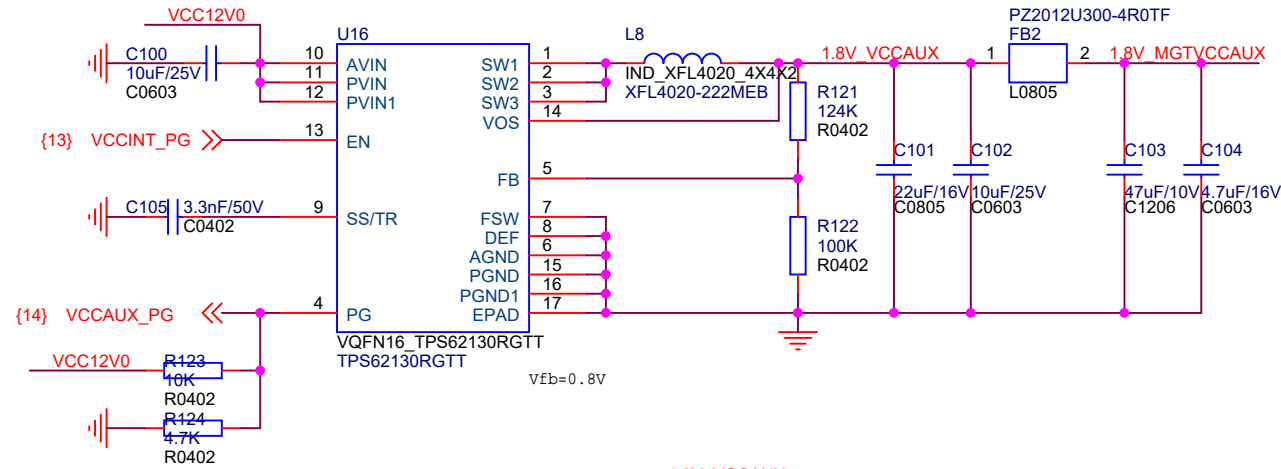 VCC12V0
C100
10uF/25V
C0603
{13} VCCINT_PG
C105
3.3nF/50V
C0402
{14} VCCAUX_PG
VCC12V0
R123
10K
R0402
R124
4.7K
R0402
U16
10 AVIN
11 PVIN
12 PVIN1
13 EN
9 SS/TR
4 PG
SW1 1
SW2 2
SW3 3
VOS 14
FB 5
FSW 7
DEF 8
AGND 6
PGND 15
PGND1 16
EPAD 17
VQFN16_TPS62130RGTT
TPS62130RGTT
Vfb=0.8V
L8
IND_XFL4020_4X4X2
XFL4020-222MEB
R121
124K
R0402
R122
100K
R0402
1.8V_VCCAUX
C101
22uF/16V
C0805
C102
10uF/25V
C0603
PZ2012U300-4R0TF
FB2
1 2
L0805
1.8V_MGTVCCAUX
C103
47uF/10V
C1206
C104
4.7uF/16V
C0603